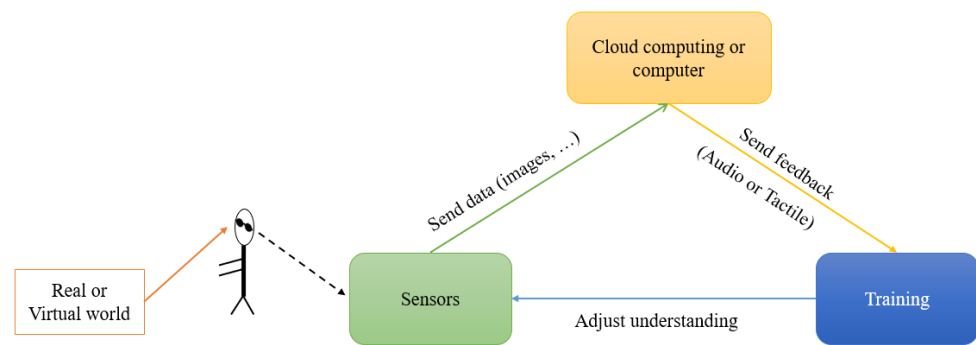 Cloud computing or
computer
Send data (images, …)
Send feedback
(Audio or Tactile)
Real or
Virtual world
Sensors
Training
Adjust understanding